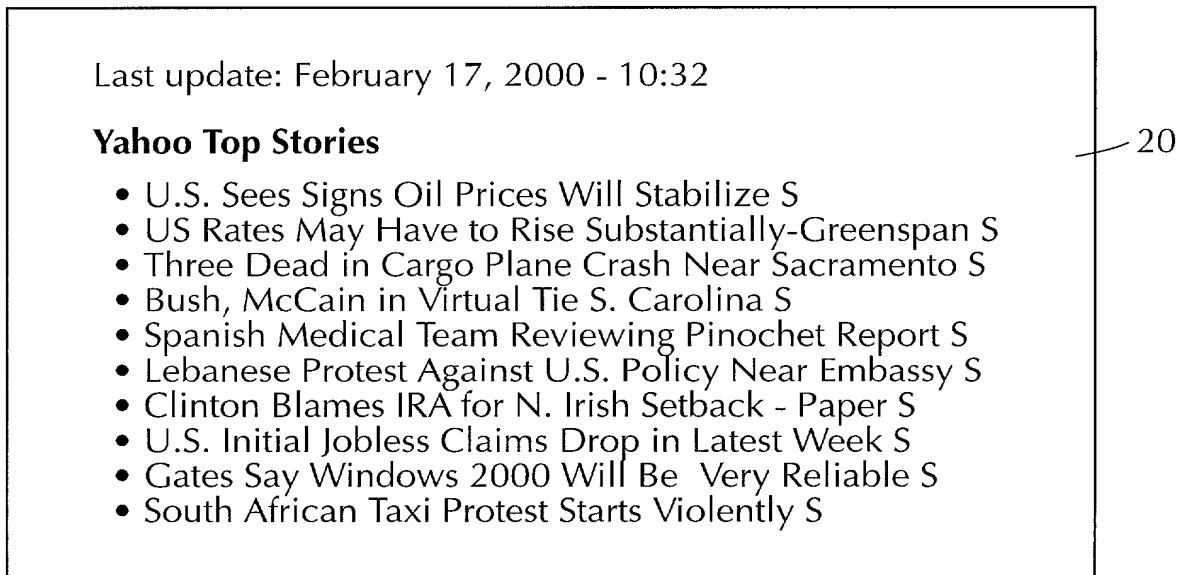 Last update: February 17, 2000 - 10:32
Yahoo Top Stories
20
• U.S. Sees Signs Oil Prices Will Stabilize S
• US Rates May Have to Rise Substantially-Greenspan S
• Three Dead in Cargo Plane Crash Near Sacramento S
• Bush, McCain in Virtual Tie S. Carolina S
• Spanish Medical Team Reviewing Pinochet Report S
• Lebanese Protest Against U.S. Policy Near Embassy S
• Clinton Blames IRA for N. Irish Setback - Paper S
• U.S. Initial Jobless Claims Drop in Latest Week S
• Gates Say Windows 2000 Will Be  Very Reliable S
• South African Taxi Protest Starts Violently S